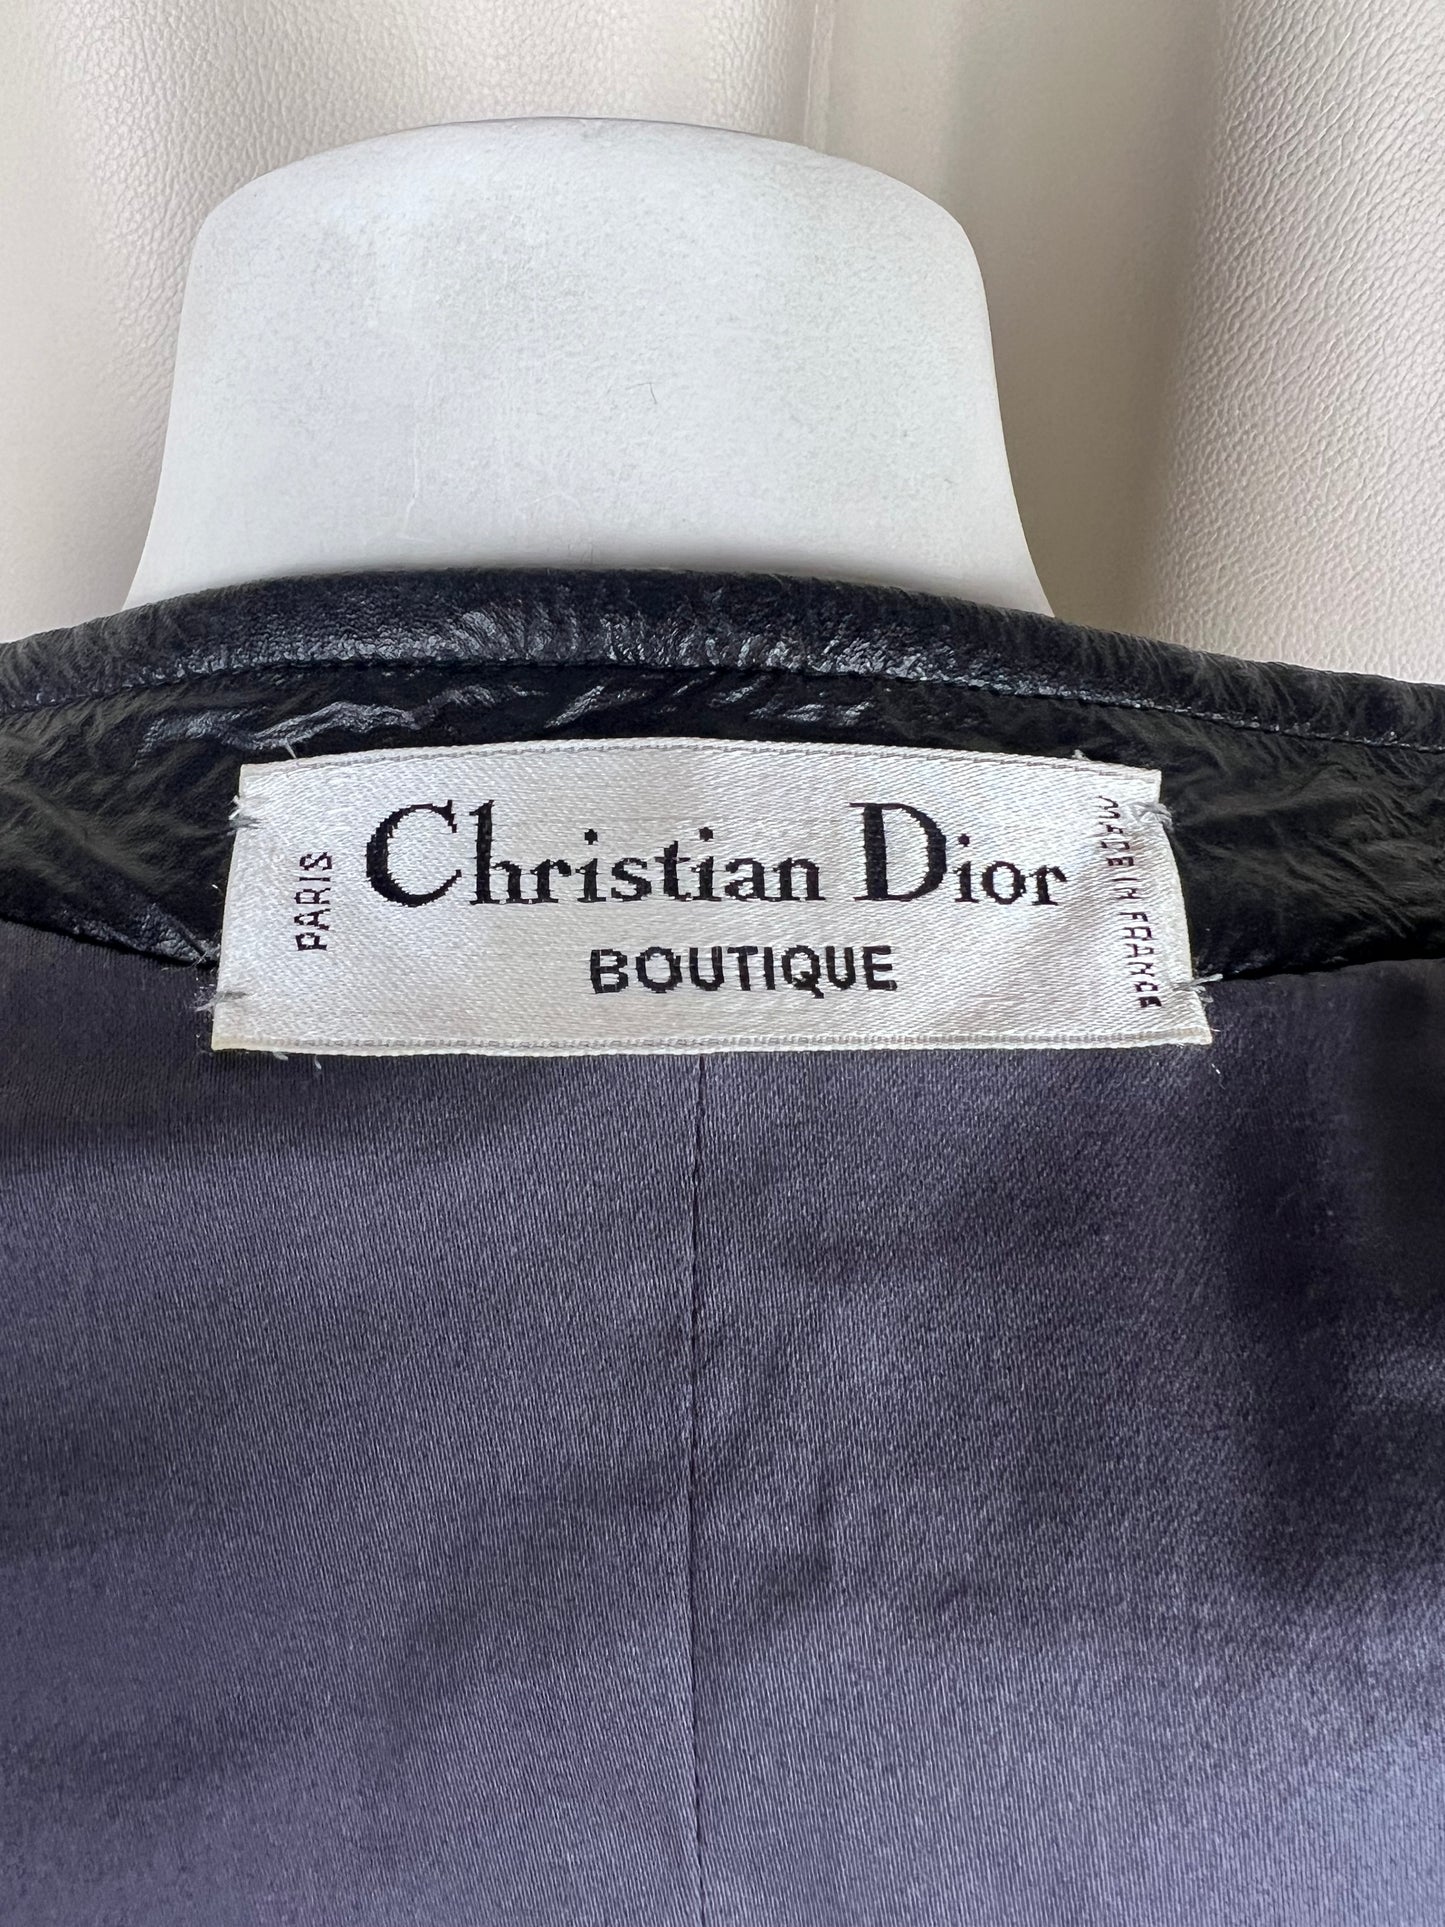 PARIS
Christian Dior
BOUTIQUE
MADE IN FRANCE